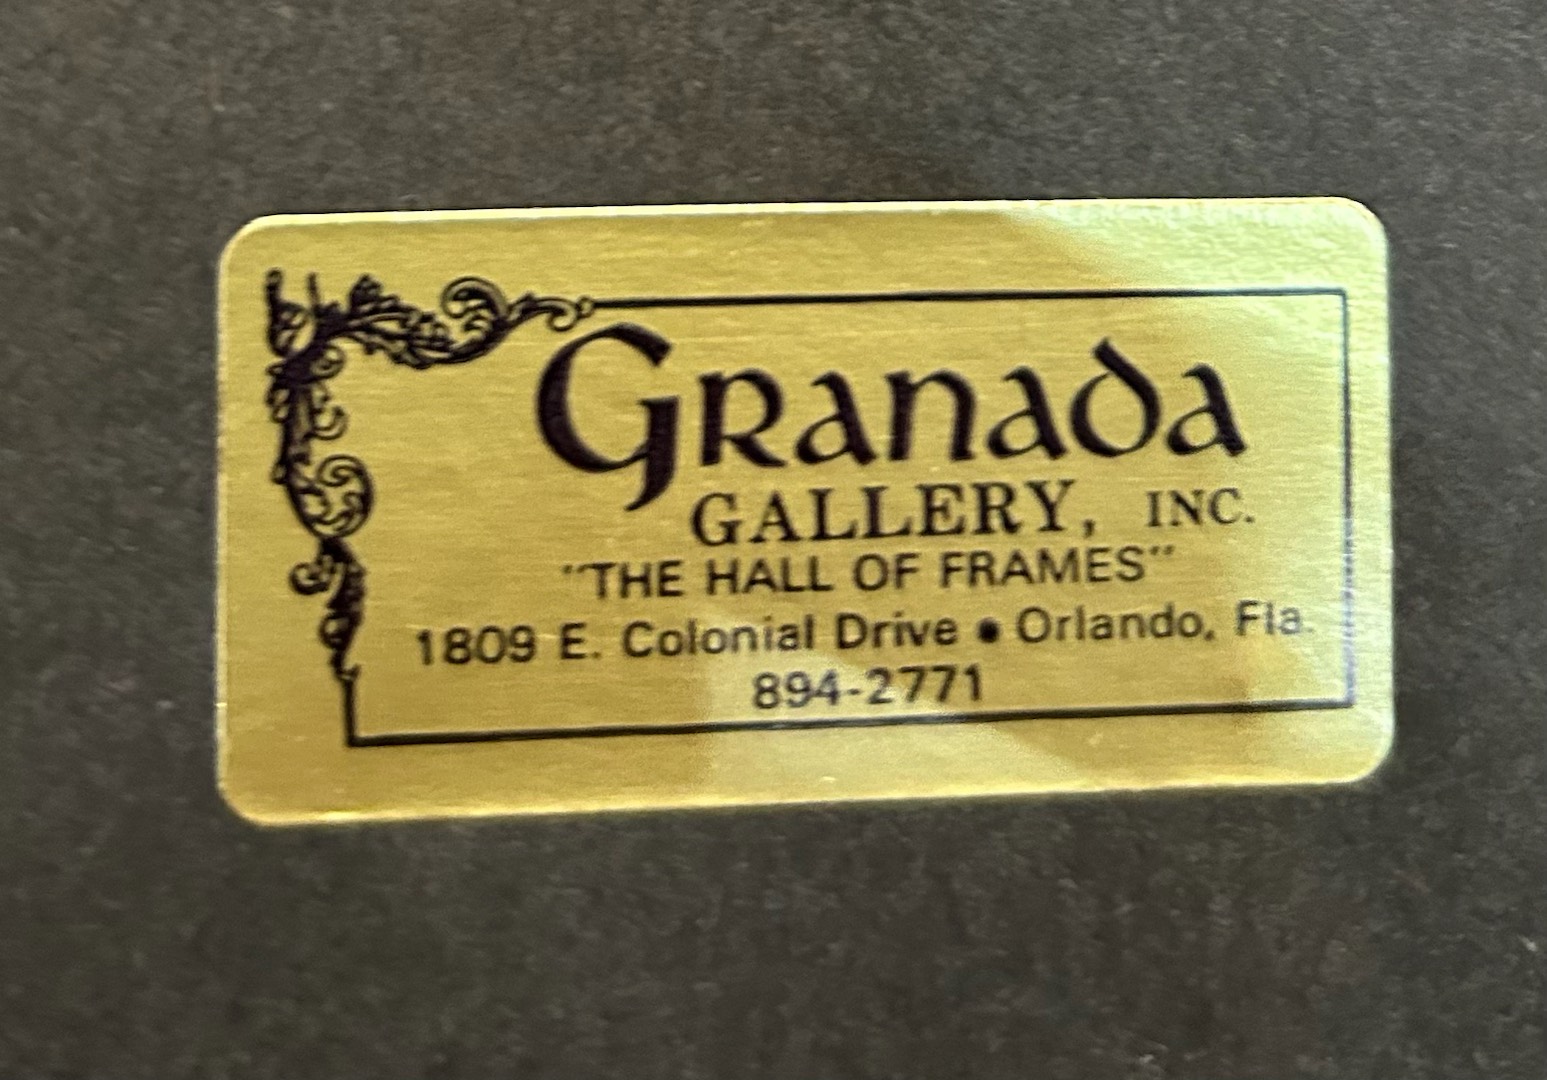 Granada
GALLERY, INC.
"THE HALL OF FRAMES"
1809 E. Colonial Drive • Orlando, Fla.
894-2771